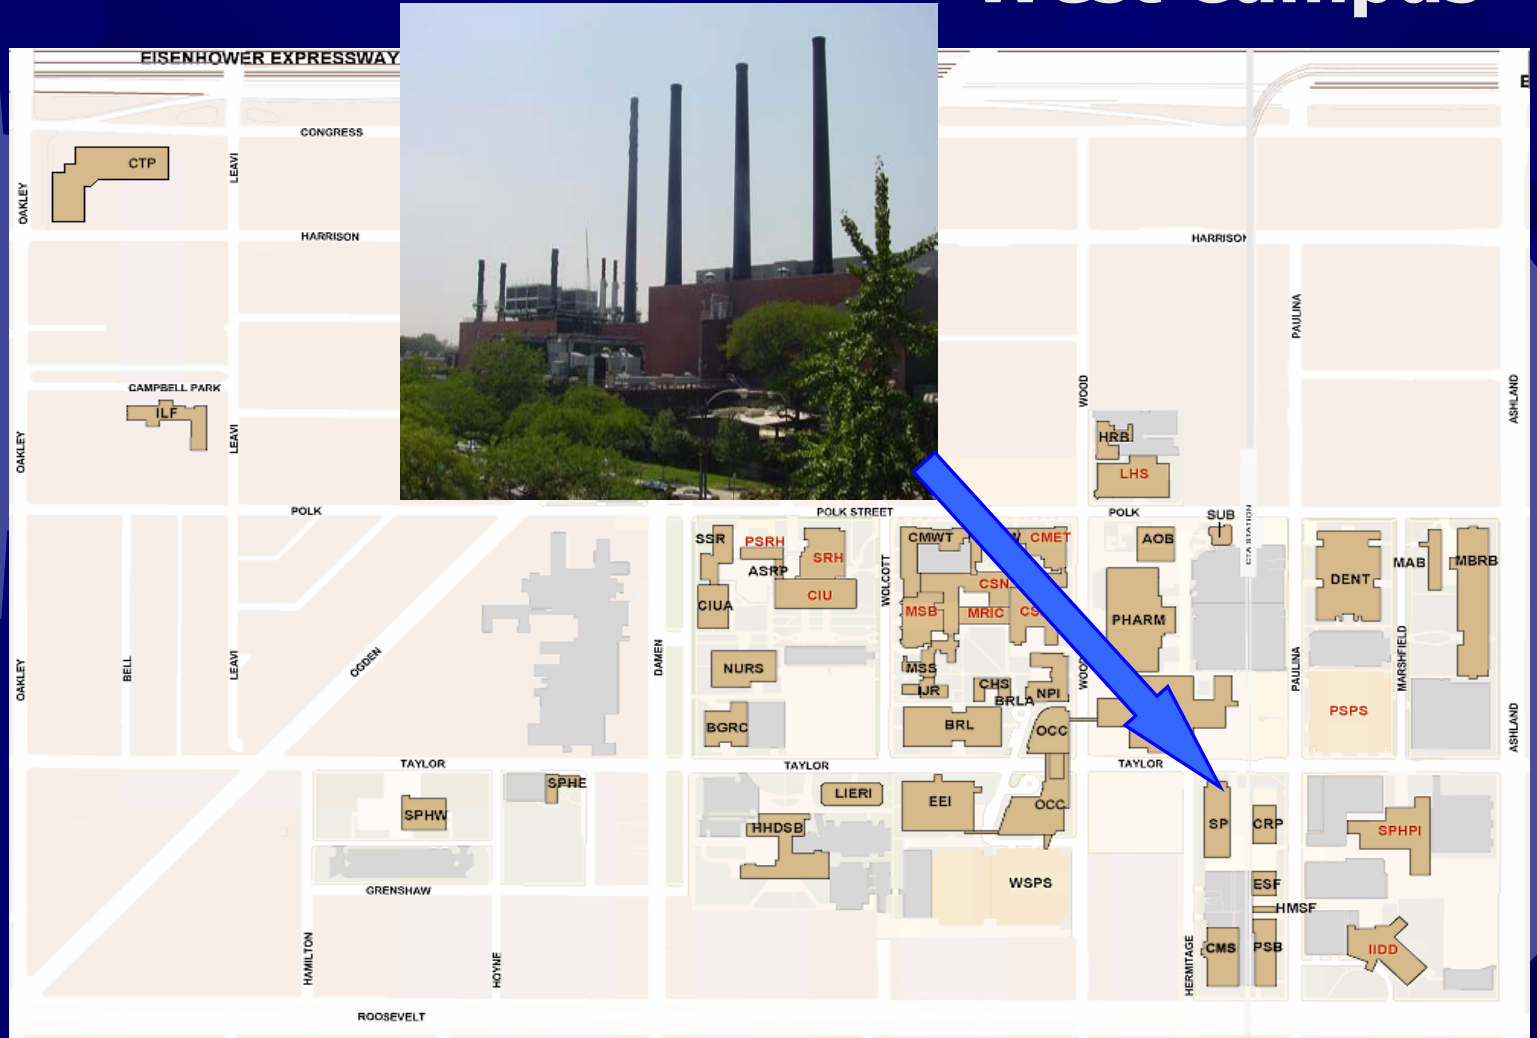 West Campus
EISENHOWER EXPRESSWAY
E
CONGRESS
CTP
LEAVI
OAKLEY
HARRISON
HARRISON
PAULINA
CAMPBELL PARK
ILF
WOOD
ASHLAND
OAKLEY
LEAVI
HRB
LHS
POLK
POLK STREET
POLK
SUB
CTA STATION
SSR
PSRH
SRH
ASRP
CIU
CIUA
WOLCOTT
CMWT
W
CMET
CSN
MSB
MRIC
AOB
PHARM
DENT
MAB
MBRB
OAKLEY
BELL
LEAVI
OGDEN
DAMEN
NURS
MSS
IJR
CHS
BRLA
NPI
PAULINA
MARSHFIELD
PSPS
BGRC
BRL
OCC
ASHLAND
TAYLOR
TAYLOR
TAYLOR
SPHE
SPHW
LIERI
EEI
OCC
HHDSB
SP
CRP
SPHPI
GRENSHAW
WSPS
ESF
HMSF
HAMILTON
HOYNE
HERMITAGE
CMS
PSB
IIDD
ROOSEVELT